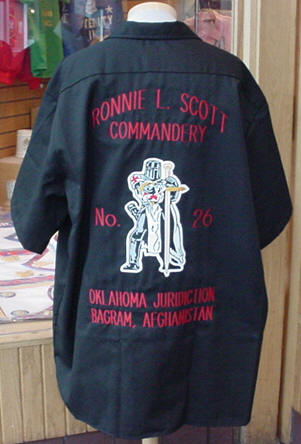 RONNIE L. SCOTT
COMMANDERY
No. 26
OKLAHOMA JURIDICTION
BAGRAM, AFGHANISTAN